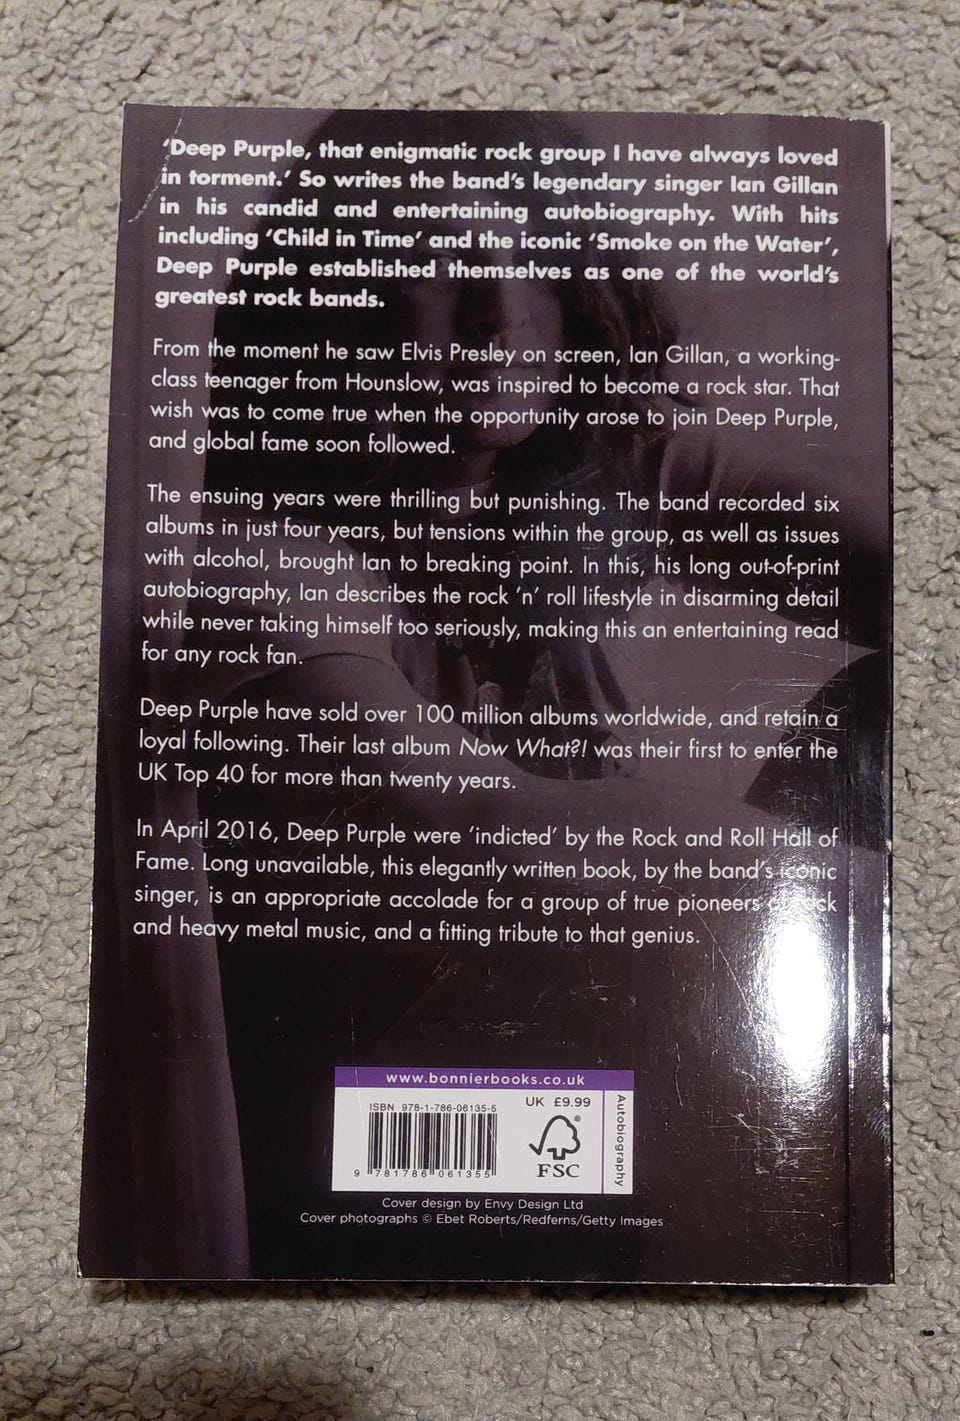 ‘Deep Purple, that enigmatic rock group I have always loved
in torment.’ So writes the band’s legendary singer Ian Gillan
in his candid and entertaining autobiography. With hits
including ‘Child in Time’ and the iconic ‘Smoke on the Water’,
Deep Purple established themselves as one of the world’s
greatest rock bands.
From the moment he saw Elvis Presley on screen, Ian Gillan, a working-
class teenager from Hounslow, was inspired to become a rock star. That
wish was to come true when the opportunity arose to join Deep Purple,
and global fame soon followed.
The ensuing years were thrilling but punishing. The band recorded six
albums in just four years, but tensions within the group, as well as issues
with alcohol, brought Ian to breaking point. In this, his long out-of-print
autobiography, Ian describes the rock ’n’ roll lifestyle in disarming detail
while never taking himself too seriously, making this an entertaining read
for any rock fan.
Deep Purple have sold over 100 million albums worldwide, and retain a
loyal following. Their last album Now What?! was their first to enter the
UK Top 40 for more than twenty years.
In April 2016, Deep Purple were ‘indicted’ by the Rock and Roll Hall of
Fame. Long unavailable, this elegantly written book, by the band’s iconic
singer, is an appropriate accolade for a group of true pioneers of rock
and heavy metal music, and a fitting tribute to that genius.
www.bonnierbooks.co.uk
ISBN 978-1-786-06135-5
UK £9.99
9 781786 061355
FSC®
Autobiography
Cover design by Envy Design Ltd
Cover photographs © Ebet Roberts/Redferns/Getty Images